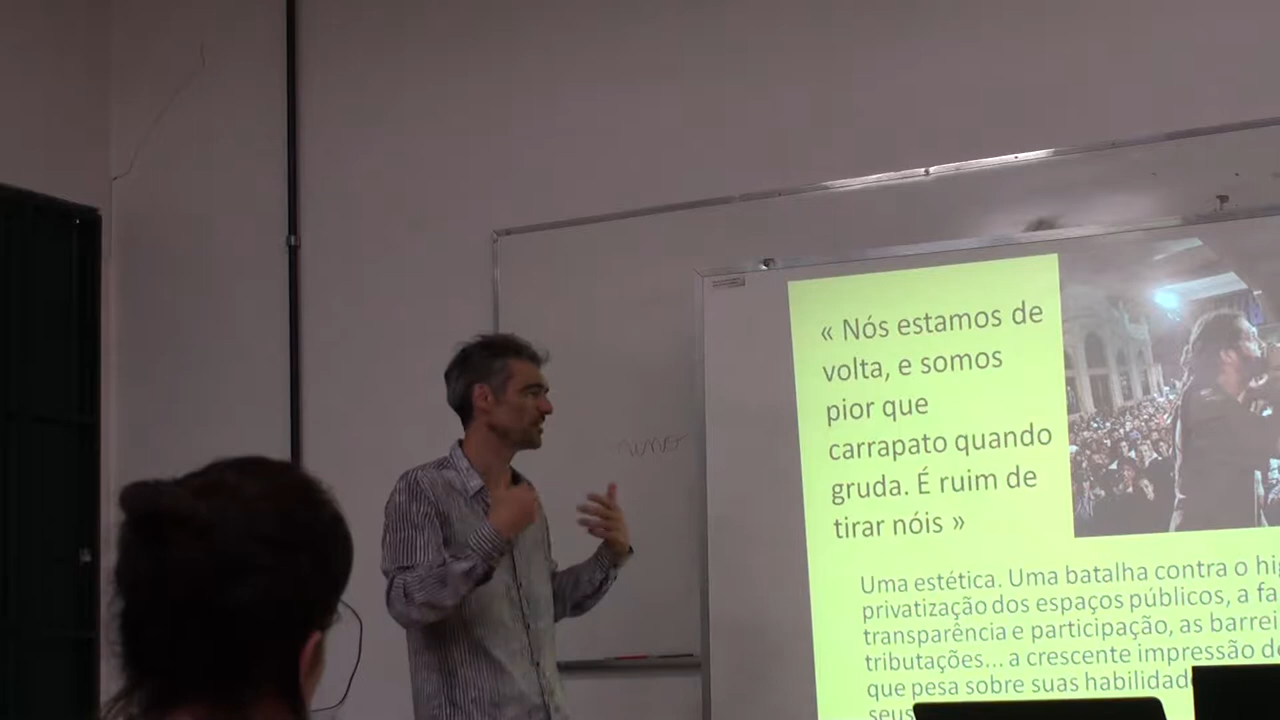 « Nós estamos de
volta, e somos
pior que
carrapato quando
gruda. É ruim de
tirar nóis »
Uma estética. Uma batalha contra o
privatização dos espaços públicos, a
transparência e participação, as
tributações... a crescente impressão
que pesa sobre suas
seus